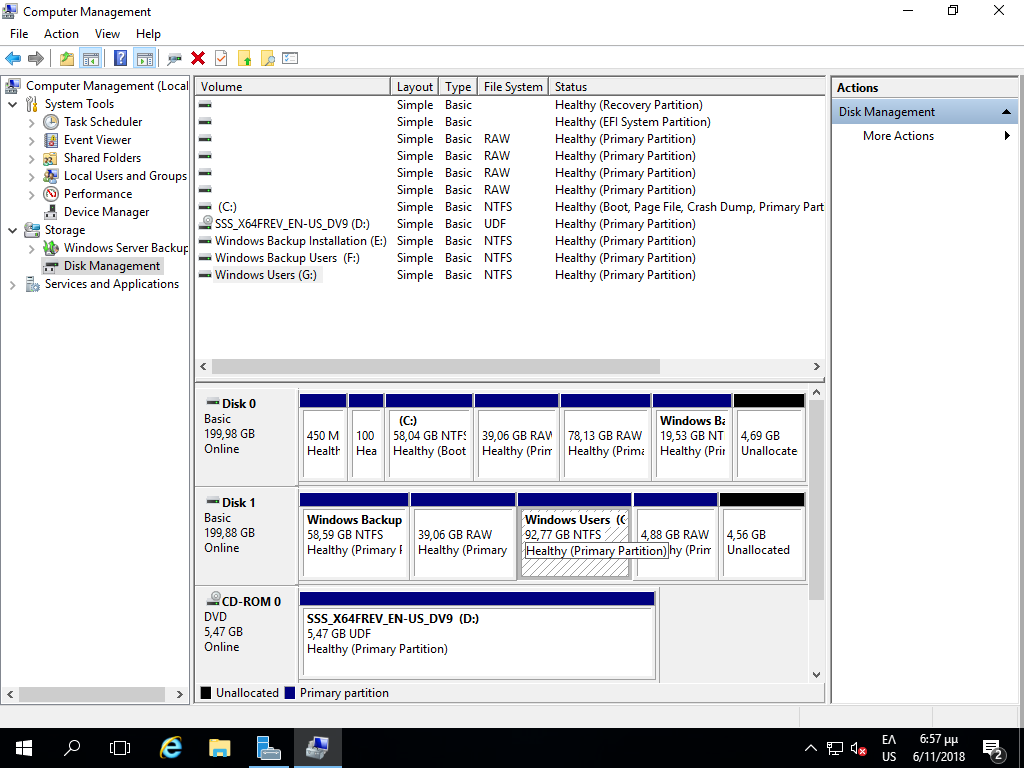 Computer Management
File Action View Help
Computer Management (Local
System Tools
Task Scheduler
Event Viewer
Shared Folders
Local Users and Groups
Performance
Device Manager
Storage
Windows Server Backup
Disk Management
Services and Applications
Volume Layout Type File System Status
Simple Basic Healthy (Recovery Partition)
Simple Basic Healthy (EFI System Partition)
Simple Basic RAW Healthy (Primary Partition)
Simple Basic RAW Healthy (Primary Partition)
Simple Basic RAW Healthy (Primary Partition)
Simple Basic RAW Healthy (Primary Partition)
(C:) Simple Basic NTFS Healthy (Boot, Page File, Crash Dump, Primary Part
SSS_X64FREV_EN-US_DV9 (D:) Simple Basic UDF Healthy (Primary Partition)
Windows Backup Installation (E:) Simple Basic NTFS Healthy (Primary Partition)
Windows Backup Users (F:) Simple Basic NTFS Healthy (Primary Partition)
Windows Users (G:) Simple Basic NTFS Healthy (Primary Partition)
Actions
Disk Management
More Actions
Disk 0
Basic
199,98 GB
Online
450 M
Health
100
Hea
(C:)
58,04 GB NTFS
Healthy (Boot
39,06 GB RAW
Healthy (Prim
78,13 GB RAW
Healthy (Prima
Windows Ba
19,53 GB NT
Healthy (Pri
4,69 GB
Unallocate
Disk 1
Basic
199,88 GB
Online
Windows Backup
58,59 GB NTFS
Healthy (Primary P
39,06 GB RAW
Healthy (Primary
Windows Users (G
92,77 GB NTFS
Healthy (Primary Partition)
4,88 GB RAW
hy (Prim
4,56 GB
Unallocated
CD-ROM 0
DVD
5,47 GB
Online
SSS_X64FREV_EN-US_DV9 (D:)
5,47 GB UDF
Healthy (Primary Partition)
Unallocated Primary partition
ΕΛ
US
6:57 μμ
6/11/2018
2